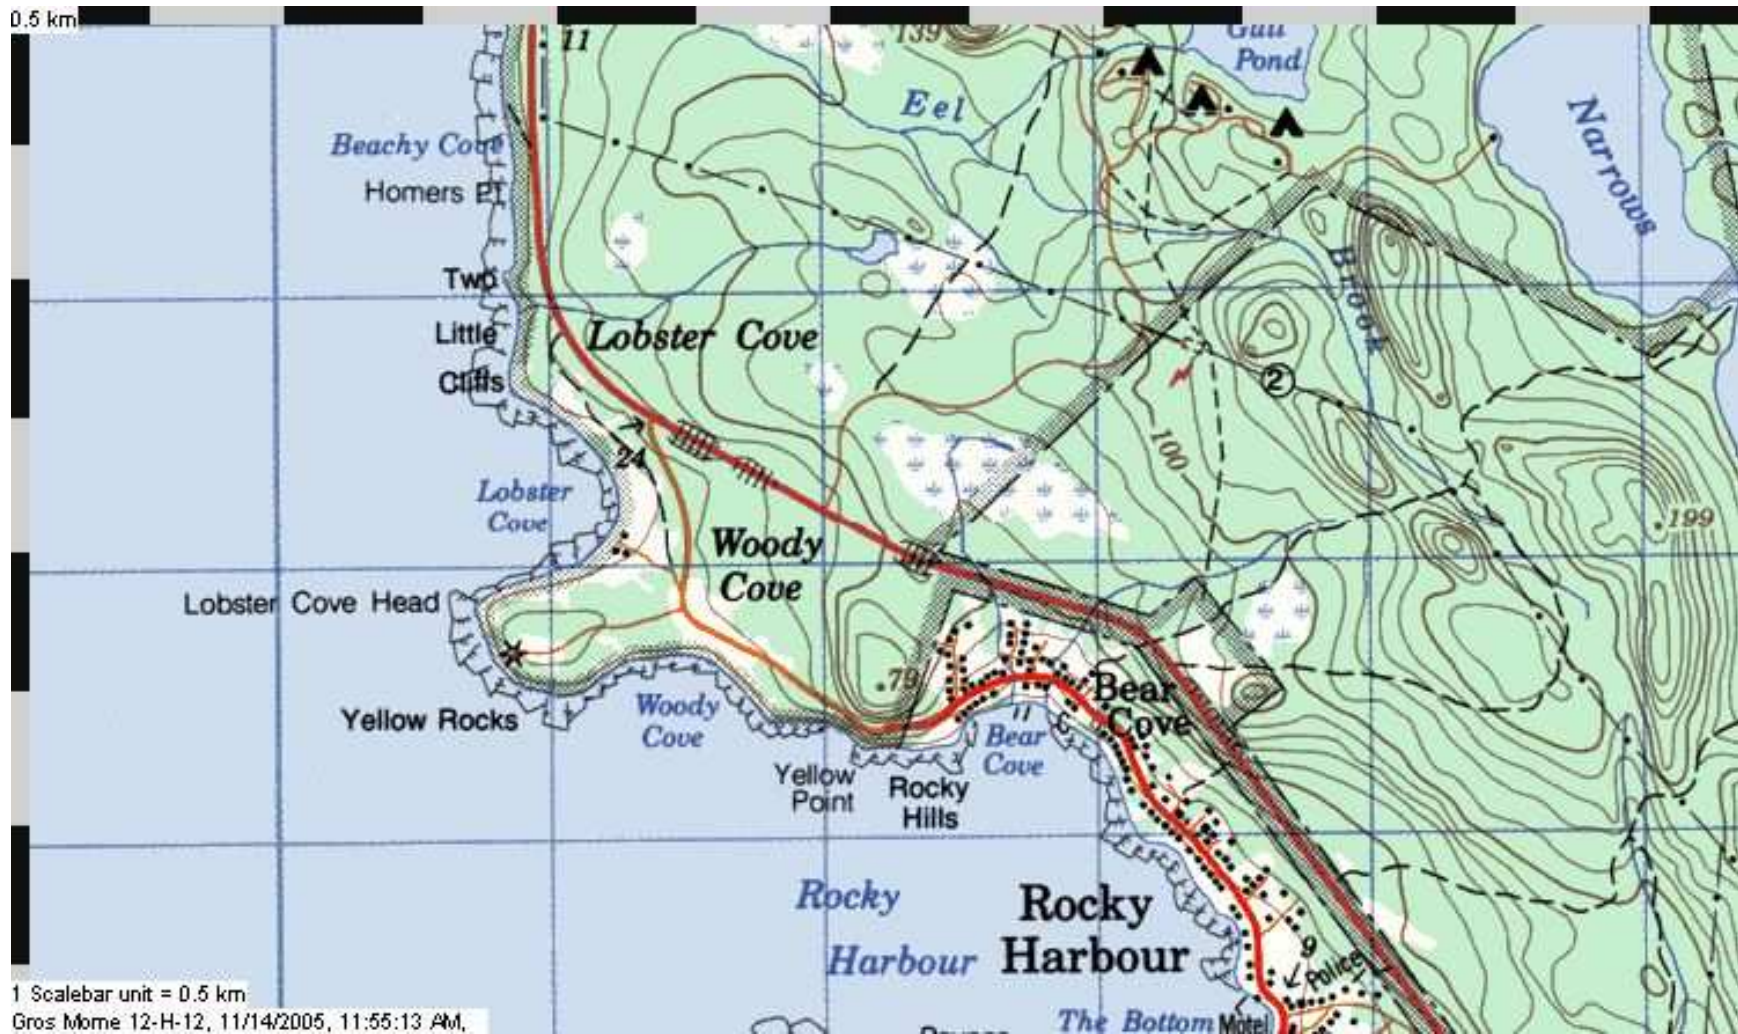 0.5 km
11
139
Gull
Pond
Eel
Narrows
Beachy Cove
Homers Pt
Two
Little
Cliffs
Lobster Cove
Brook
2
24
100
Lobster
Cove
199
Woody
Cove
Lobster Cove Head
79
Bear
Cove
Yellow Rocks
Woody
Cove
Bear
Cove
Yellow
Point
Rocky
Hills
Rocky
Harbour
Rocky
Harbour
9
Police
The Bottom
Motel
1 Scalebar unit = 0.5 km
Gros Morne 12-H-12, 11/14/2005, 11:55:13 AM,